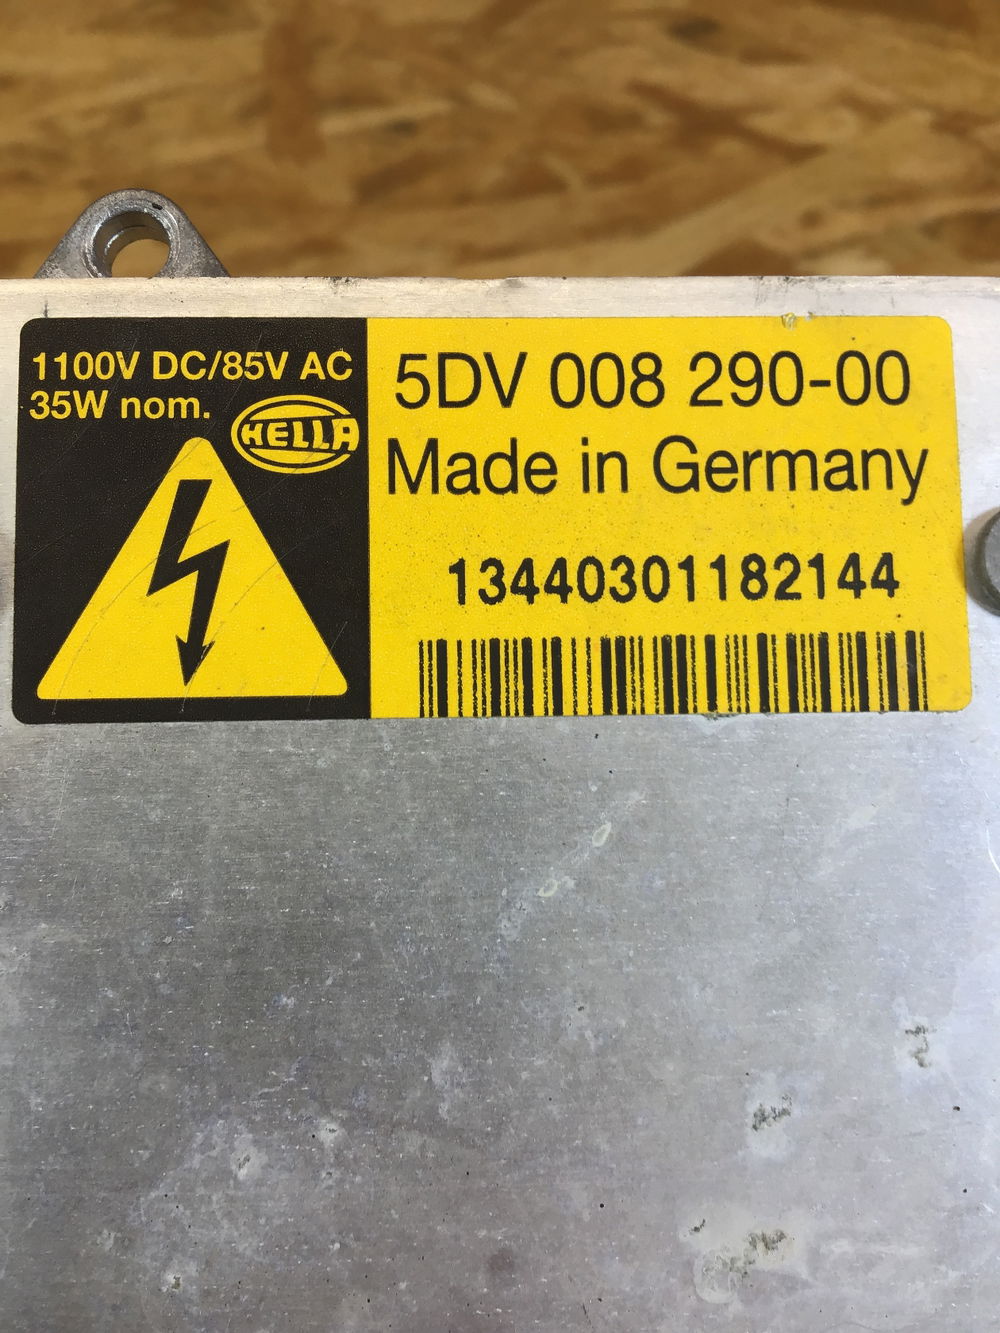 1100V DC/85V AC
35W nom.
HELLA
5DV 008 290-00
Made in Germany
13440301182144